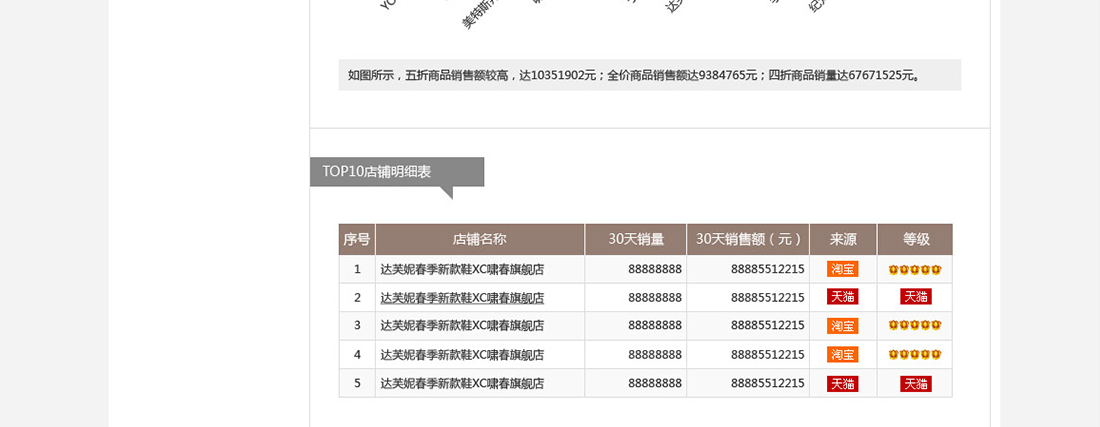 美特斯
如图所示，五折商品销售额较高，达10351902元；全价商品销售额达9384765元；四折商品销量达67671525元。
TOP10店铺明细表
序号 店铺名称 30天销量 30天销售额（元） 来源 等级
1 达芙妮春季新款鞋XC啸春旗舰店 88888888 88885512215 淘宝
2 达芙妮春季新款鞋XC啸春旗舰店 88888888 88885512215 天猫 天猫
3 达芙妮春季新款鞋XC啸春旗舰店 88888888 88885512215 淘宝
4 达芙妮春季新款鞋XC啸春旗舰店 88888888 88885512215 淘宝
5 达芙妮春季新款鞋XC啸春旗舰店 88888888 88885512215 天猫 天猫